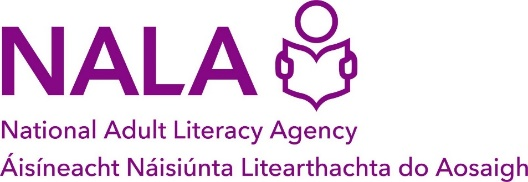 NALA
National Adult Literacy Agency
Áisíneacht Náisiúnta Litearthachta do Aosaigh